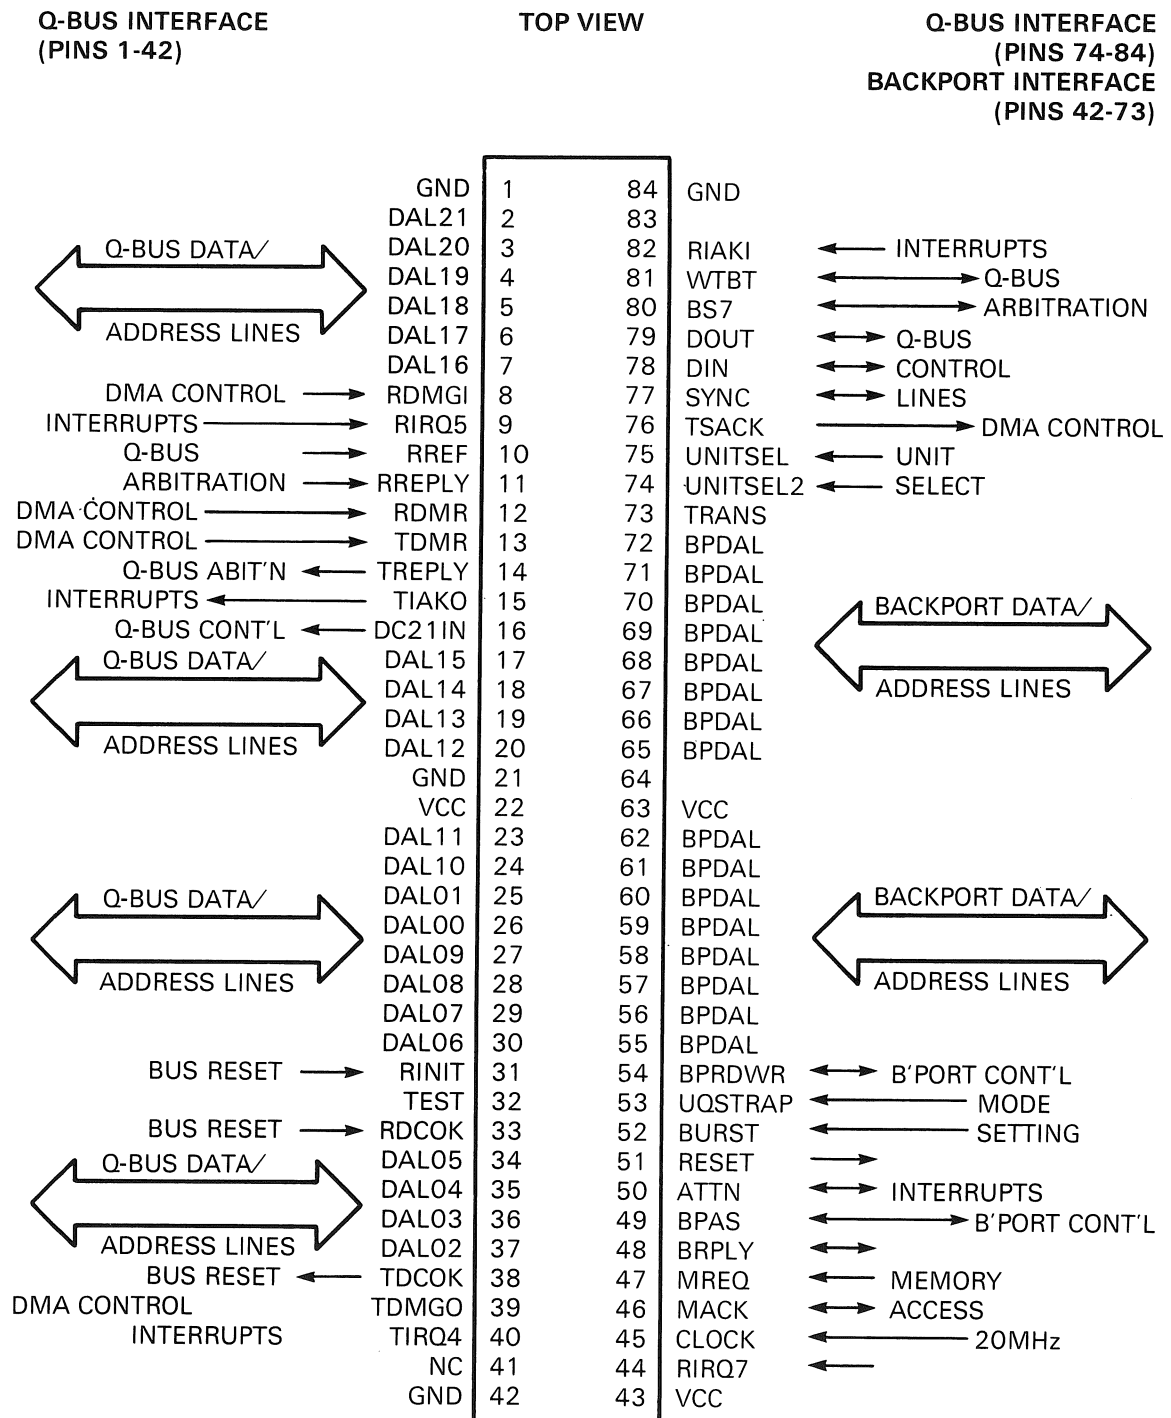 Q-BUS INTERFACE
(PINS 1-42)
TOP VIEW
Q-BUS INTERFACE
(PINS 74-84)
BACKPORT INTERFACE
(PINS 42-73)
GND 1 84 GND
DAL21 2 83
Q-BUS DATA/ DAL20 3 82 RIAKI INTERRUPTS
DAL19 4 81 WTBT Q-BUS
DAL18 5 80 BS7 ARBITRATION
ADDRESS LINES DAL17 6 79 DOUT Q-BUS
DAL16 7 78 DIN CONTROL
DMA CONTROL RDMGI 8 77 SYNC LINES
INTERRUPTS RIRQ5 9 76 TSACK DMA CONTROL
Q-BUS RREF 10 75 UNITSEL UNIT
ARBITRATION RREPLY 11 74 UNITSEL2 SELECT
DMA CONTROL RDMR 12 73 TRANS
DMA CONTROL TDMR 13 72 BPDAL
Q-BUS ABIT'N TREPLY 14 71 BPDAL
INTERRUPTS TIAKO 15 70 BPDAL BACKPORT DATA/
Q-BUS CONT'L DC21IN 16 69 BPDAL
Q-BUS DATA/ DAL15 17 68 BPDAL
DAL14 18 67 BPDAL ADDRESS LINES
DAL13 19 66 BPDAL
ADDRESS LINES DAL12 20 65 BPDAL
GND 21 64
VCC 22 63 VCC
DAL11 23 62 BPDAL
DAL10 24 61 BPDAL
Q-BUS DATA/ DAL01 25 60 BPDAL BACKPORT DATA/
DAL00 26 59 BPDAL
DAL09 27 58 BPDAL
ADDRESS LINES DAL08 28 57 BPDAL ADDRESS LINES
DAL07 29 56 BPDAL
DAL06 30 55 BPDAL
BUS RESET RINIT 31 54 BPRDWR B'PORT CONT'L
TEST 32 53 UQSTRAP MODE
BUS RESET RDCOK 33 52 BURST SETTING
Q-BUS DATA/ DAL05 34 51 RESET
DAL04 35 50 ATTN INTERRUPTS
DAL03 36 49 BPAS B'PORT CONT'L
ADDRESS LINES DAL02 37 48 BRPLY
BUS RESET TDCOK 38 47 MREQ MEMORY
DMA CONTROL TDMGO 39 46 MACK ACCESS
INTERRUPTS TIRQ4 40 45 CLOCK 20MHz
NC 41 44 RIRQ7
GND 42 43 VCC